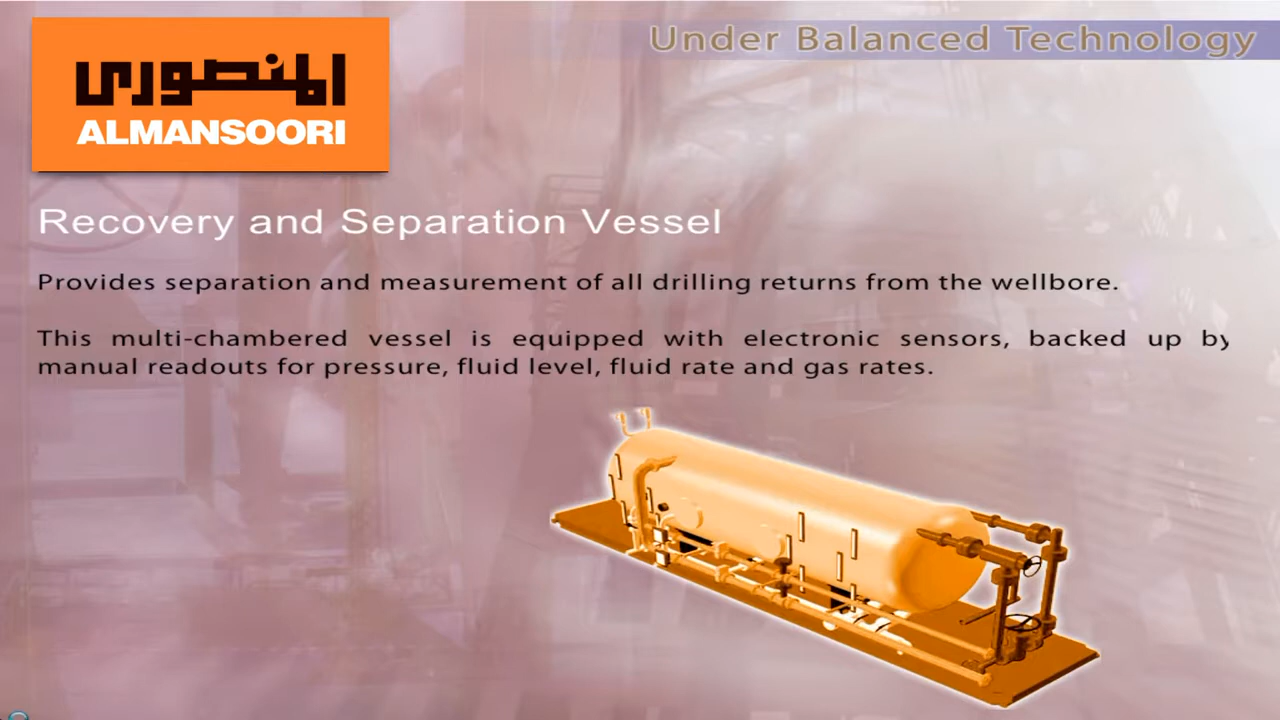 المنصوري
ALMANSOORI
Under Balanced Technology
Recovery and Separation Vessel
Provides separation and measurement of all drilling returns from the wellbore.
This multi-chambered vessel is equipped with electronic sensors, backed up by
manual readouts for pressure, fluid level, fluid rate and gas rates.